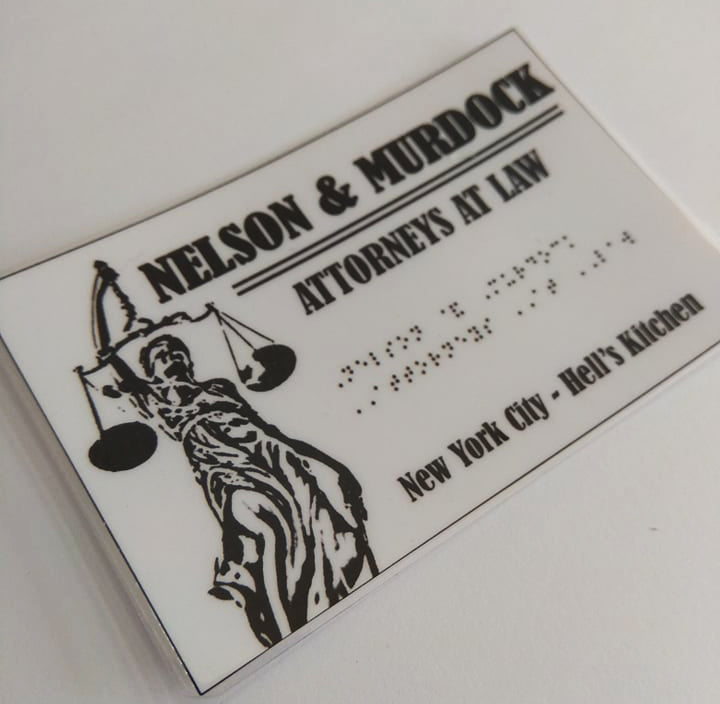 NELSON & MURDOCK
ATTORNEYS AT LAW
New York City - Hell's Kitchen